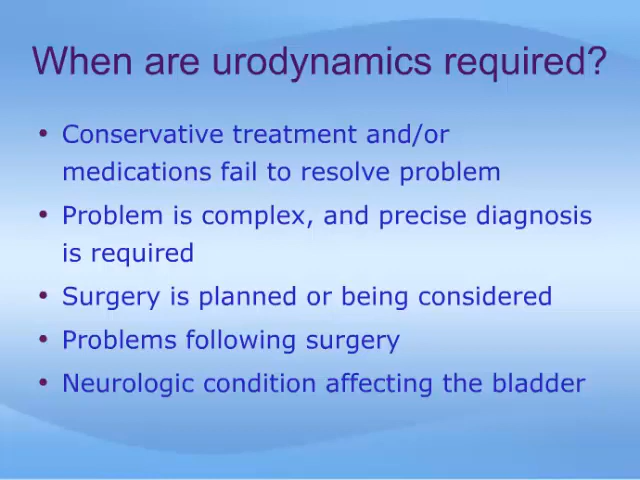 When are urodynamics required?
• Conservative treatment and/or
medications fail to resolve problem
• Problem is complex, and precise diagnosis
is required
• Surgery is planned or being considered
• Problems following surgery
• Neurologic condition affecting the bladder